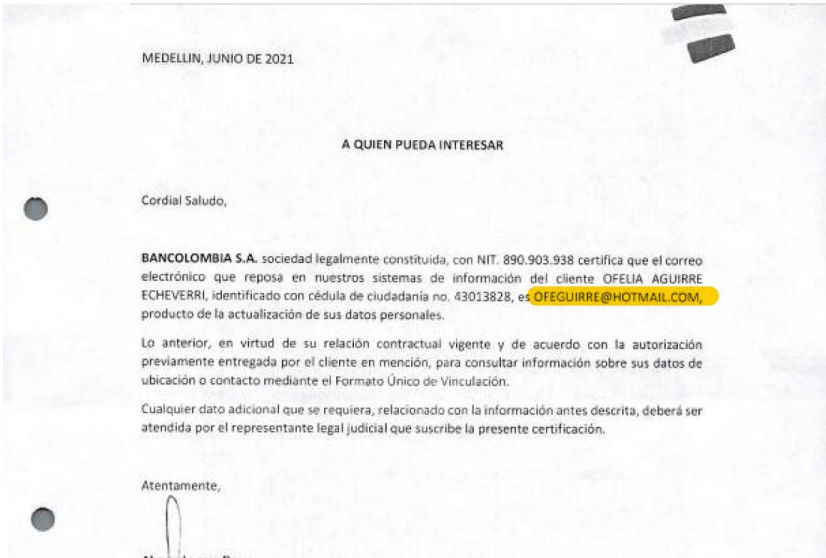 MEDELLIN, JUNIO DE 2021
A QUIEN PUEDA INTERESAR
Cordial Saludo,
BANCOLOMBIA S.A. sociedad legalmente constituida, con NIT. 890.903.938 certifica que el correo
electrónico que reposa en nuestros sistemas de información del cliente OFELIA AGUIRRE
ECHEVERRI, identificado con cédula de ciudadanía no. 43013828, es OFEGUIRRE@HOTMAIL.COM,
producto de la actualización de sus datos personales.
Lo anterior, en virtud de su relación contractual vigente y de acuerdo con la autorización
previamente entregada por el cliente en mención, para consultar información sobre sus datos de
ubicación o contacto mediante el Formato Único de Vinculación.
Cualquier dato adicional que se requiera, relacionado con la información antes descrita, deberá ser
atendida por el representante legal judicial que suscribe la presente certificación.
Atentamente,